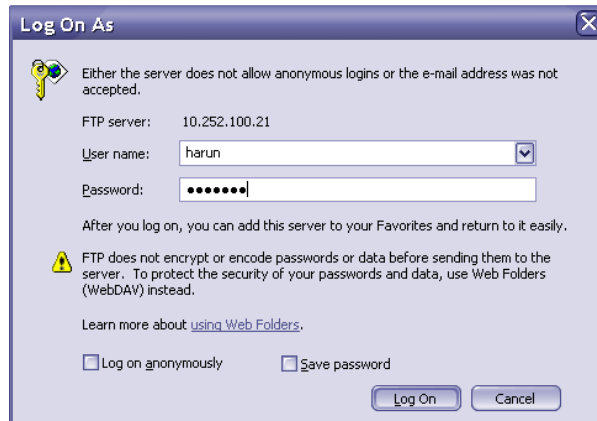 Log On As
Either the server does not allow anonymous logins or the e-mail address was not
accepted.
FTP server: 10.252.100.21
User name: harun
Password: •••••••
After you log on, you can add this server to your Favorites and return to it easily.
FTP does not encrypt or encode passwords or data before sending them to the
server. To protect the security of your passwords and data, use Web Folders
(WebDAV) instead.
Learn more about using Web Folders.
Log on anonymously Save password
Log On Cancel